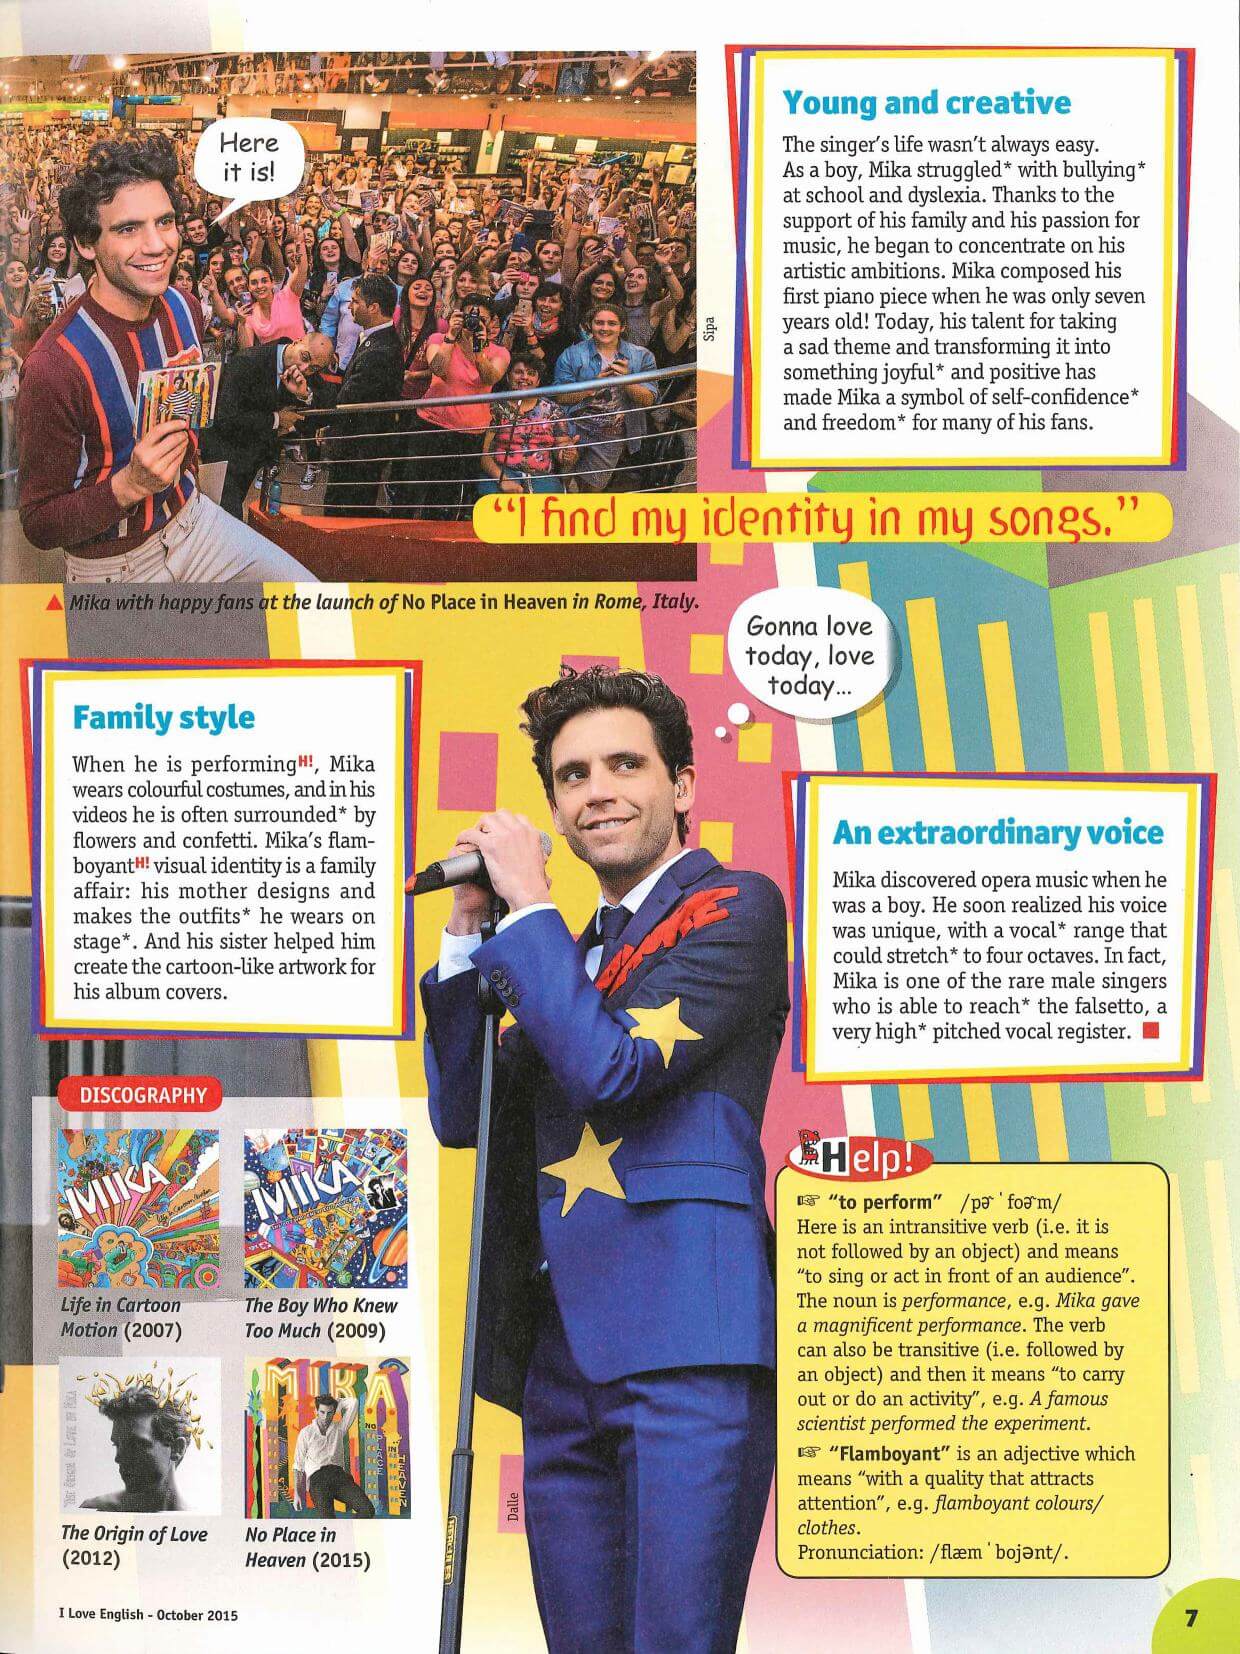 Here
it is!
Sipa
Young and creative
The singer's life wasn't always easy.
As a boy, Mika struggled* with bullying*
at school and dyslexia. Thanks to the
support of his family and his passion for
music, he began to concentrate on his
artistic ambitions. Mika composed his
first piano piece when he was only seven
years old! Today, his talent for taking
a sad theme and transforming it into
something joyful* and positive has
made Mika a symbol of self-confidence*
and freedom* for many of his fans.
“I find my identity in my songs.”
▲ Mika with happy fans at the launch of No Place in Heaven in Rome, Italy.
Gonna love
today, love
today...
Family style
When he is performingH!, Mika
wears colourful costumes, and in his
videos he is often surrounded* by
flowers and confetti. Mika's flam-
boyantH! visual identity is a family
affair: his mother designs and
makes the outfits* he wears on
stage*. And his sister helped him
create the cartoon-like artwork for
his album covers.
An extraordinary voice
Mika discovered opera music when he
was a boy. He soon realized his voice
was unique, with a vocal* range that
could stretch* to four octaves. In fact,
Mika is one of the rare male singers
who is able to reach* the falsetto, a
very high* pitched vocal register. ■
DISCOGRAPHY
MIKA
Life in Cartoon
Motion (2007)
MIKA
The Boy Who Knew
Too Much (2009)
The Origin of Love
(2012)
MIKA
NO
PLACE
IN
HEAVEN
No Place in
Heaven (2015)
Dalle
Help!
☞ “to perform” /pɚˈfoɚm/
Here is an intransitive verb (i.e. it is
not followed by an object) and means
“to sing or act in front of an audience”.
The noun is performance, e.g. Mika gave
a magnificent performance. The verb
can also be transitive (i.e. followed by
an object) and then it means “to carry
out or do an activity”, e.g. A famous
scientist performed the experiment.
☞ “Flamboyant” is an adjective which
means “with a quality that attracts
attention”, e.g. flamboyant colours/
clothes.
Pronunciation: /flæmˈbojənt/.
I Love English - October 2015
7